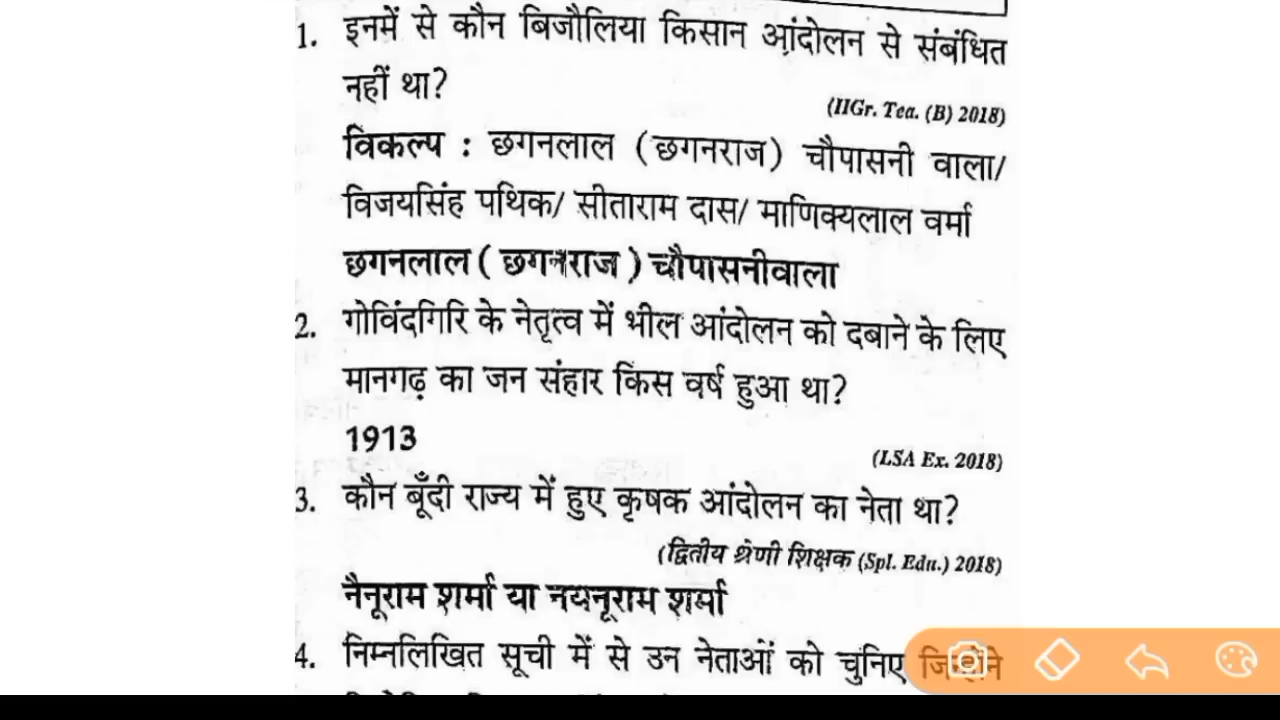 1. इनमें से कौन बिजौलिया किसान आंदोलन से संबंधित
नहीं था?
(IIGr. Tea. (B) 2018)
विकल्प : छगनलाल (छगनराज) चौपासनी वाला/
विजयसिंह पथिक/ सीताराम दास/ माणिक्यलाल वर्मा
छगनलाल ( छगनराज ) चौपासनीवाला
2. गोविंदगिरि के नेतृत्व में भील आंदोलन को दबाने के लिए
मानगढ़ का जन संहार किस वर्ष हुआ था?
1913
(LSA Ex. 2018)
3. कौन बूँदी राज्य में हुए कृषक आंदोलन का नेता था?
(द्वितीय श्रेणी शिक्षक (Spl. Edu.) 2018)
नैनूराम शर्मा या नयनूराम शर्मा
4. निम्नलिखित सूची में से उन नेताओं को चुनिए जिन्होंने